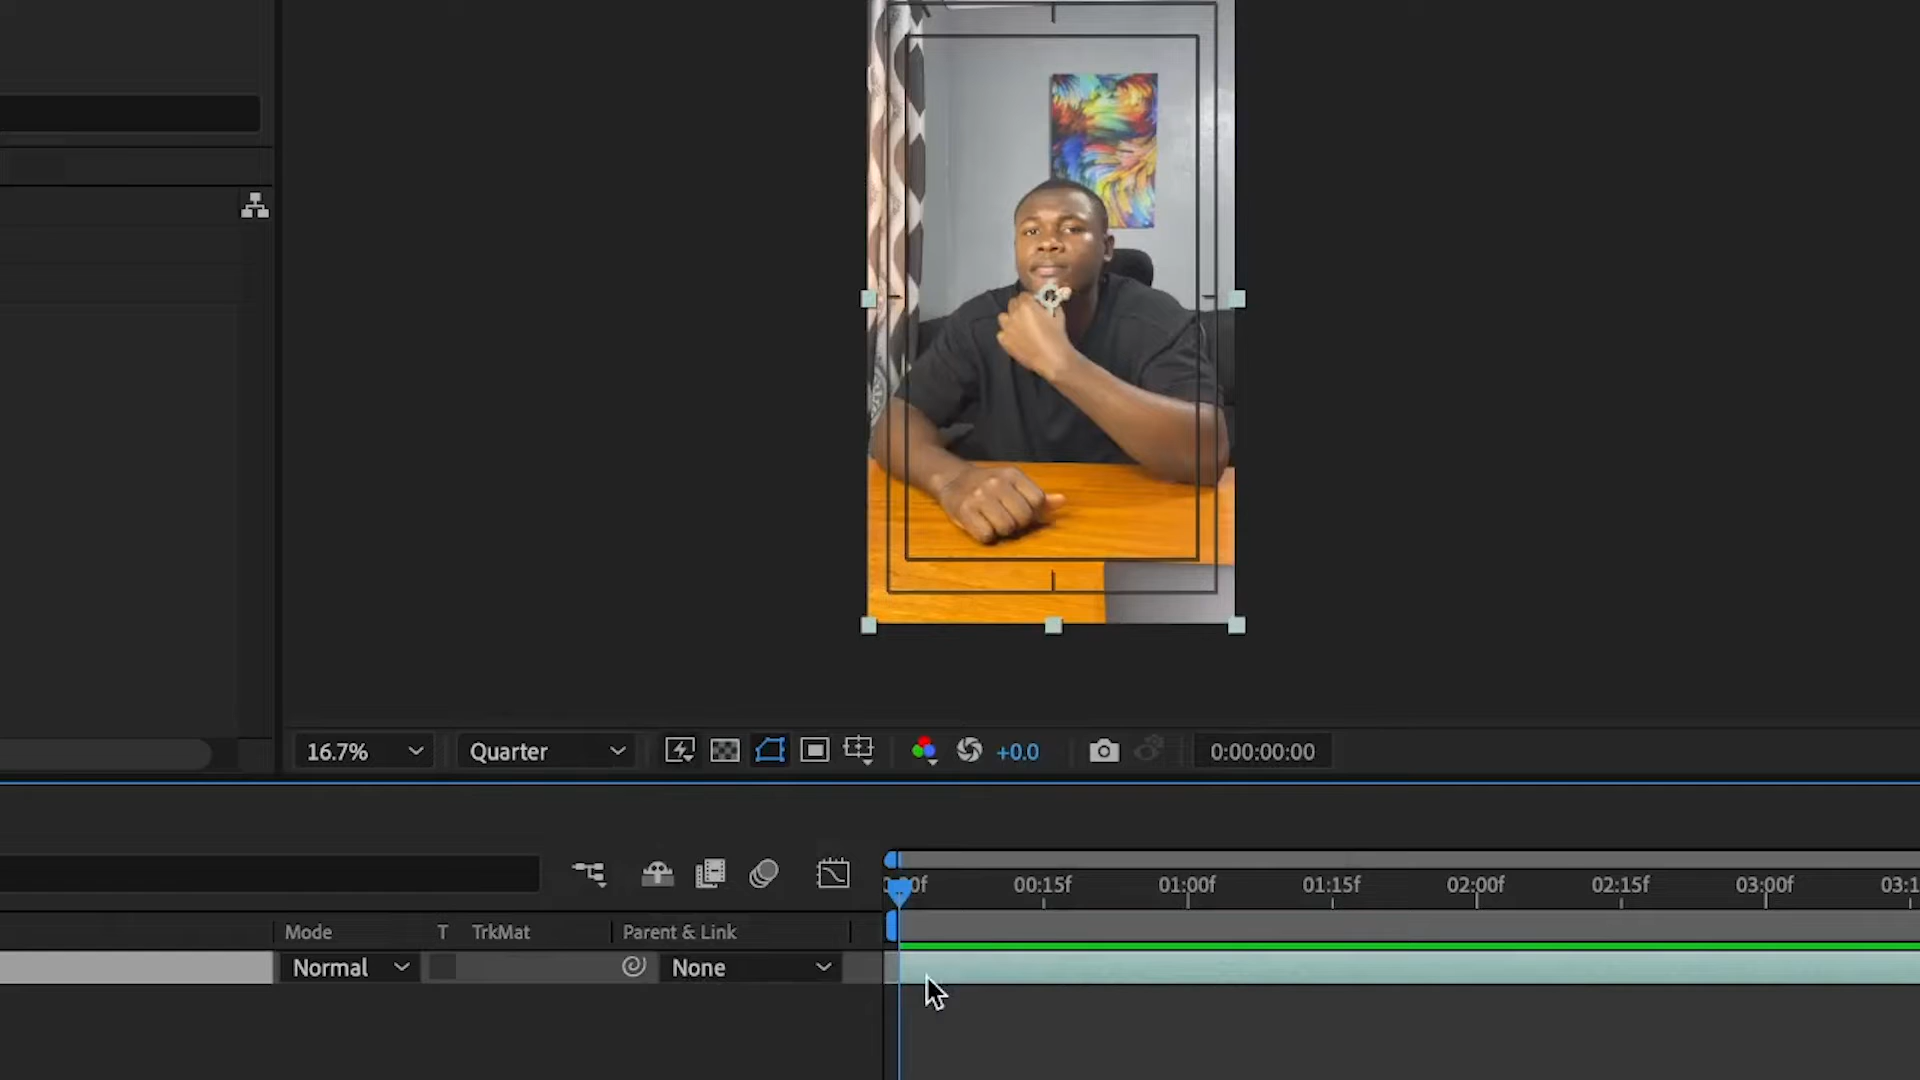 16.7%
Quarter
+0.0
0:00:00:00
00:15f
01:00f
01:15f
02:00f
02:15f
03:00f
Mode
T
TrkMat
Parent & Link
Normal
None